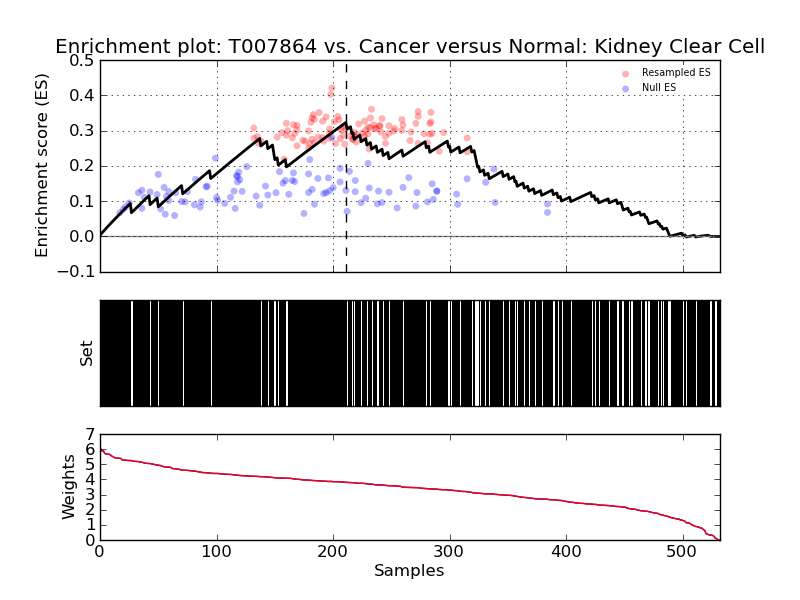 Enrichment plot: T007864 vs. Cancer versus Normal: Kidney Clear Cell
Enrichment score (ES)
0.5
0.4
0.3
0.2
0.1
0.0
−0.1
Resampled ES
Null ES
Set
Weights
7
6
5
4
3
2
1
0
0 100 200 300 400 500
Samples